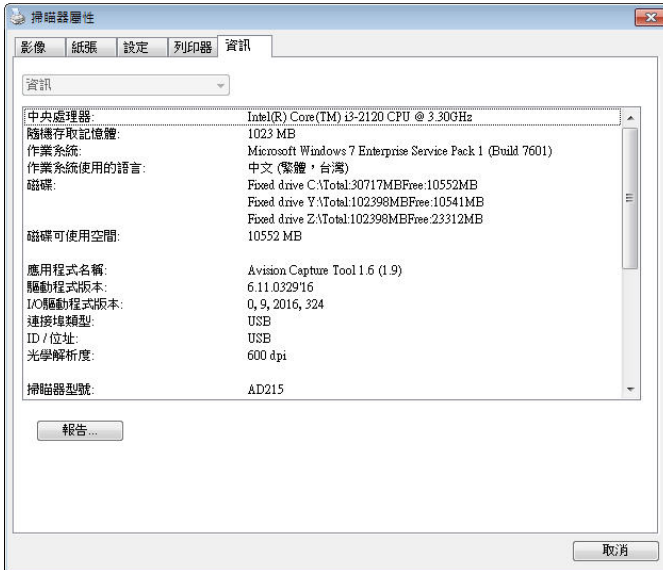 掃瞄器屬性
影像 紙張 設定 列印器 資訊
資訊
中央處理器: Intel(R) Core(TM) i3-2120 CPU @ 3.30GHz
隨機存取記憶體: 1023 MB
作業系統: Microsoft Windows 7 Enterprise Service Pack 1 (Build 7601)
作業系統使用的語言: 中文 (繁體，台灣)
磁碟: Fixed drive C:\Total:30717MBFree:10552MB
Fixed drive Y:\Total:102398MBFree:10541MB
Fixed drive Z:\Total:102398MBFree:23312MB
磁碟可使用空間: 10552 MB
應用程式名稱: Avision Capture Tool 1.6 (1.9)
驅動程式版本: 6.11.0329'16
I/O驅動程式版本: 0, 9, 2016, 324
連接埠類型: USB
ID / 位址: USB
光學解析度: 600 dpi
掃瞄器型號: AD215
報告...
取消